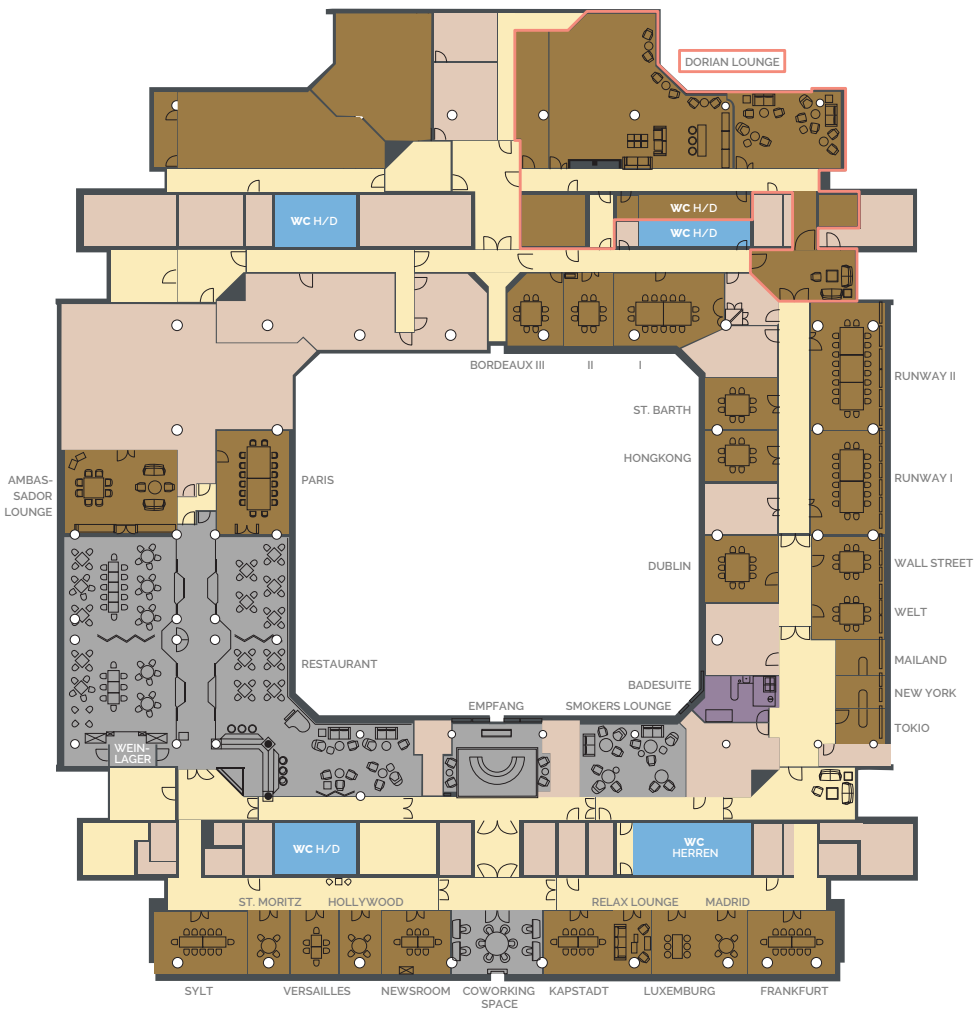 DORIAN LOUNGE
WC H/D
WC H/D
WC H/D
BORDEAUX III
II
I
RUNWAY II
ST. BARTH
HONGKONG
RUNWAY I
AMBAS-
SADOR
LOUNGE
PARIS
DUBLIN
WALL STREET
WELT
RESTAURANT
MAILAND
BADESUITE
NEW YORK
EMPFANG
SMOKERS LOUNGE
TOKIO
WEIN-
LAGER
WC H/D
WC
HERREN
ST. MORITZ
HOLLYWOOD
RELAX LOUNGE
MADRID
SYLT
VERSAILLES
NEWSROOM
COWORKING
SPACE
KAPSTADT
LUXEMBURG
FRANKFURT